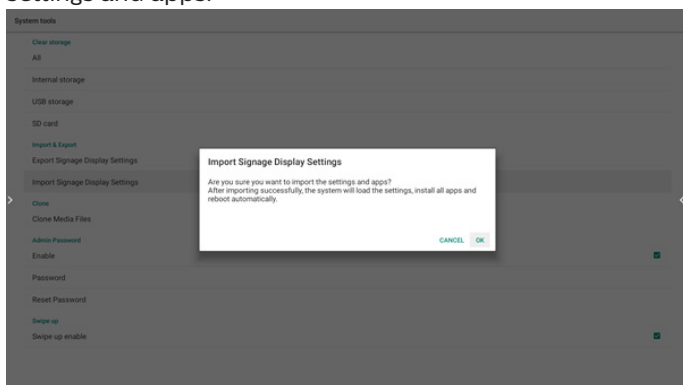 System tools
Clear storage
All
Internal storage
USB storage
SD card
Import & Export
Export Signage Display Settings
Import Signage Display Settings
Clone
Clone Media Files
Admin Password
Enable
Password
Reset Password
Swipe up
Swipe up enable
Import Signage Display Settings
Are you sure you want to import the settings and apps?
After importing successfully, the system will load the settings, install all apps and
reboot automatically.
CANCEL OK